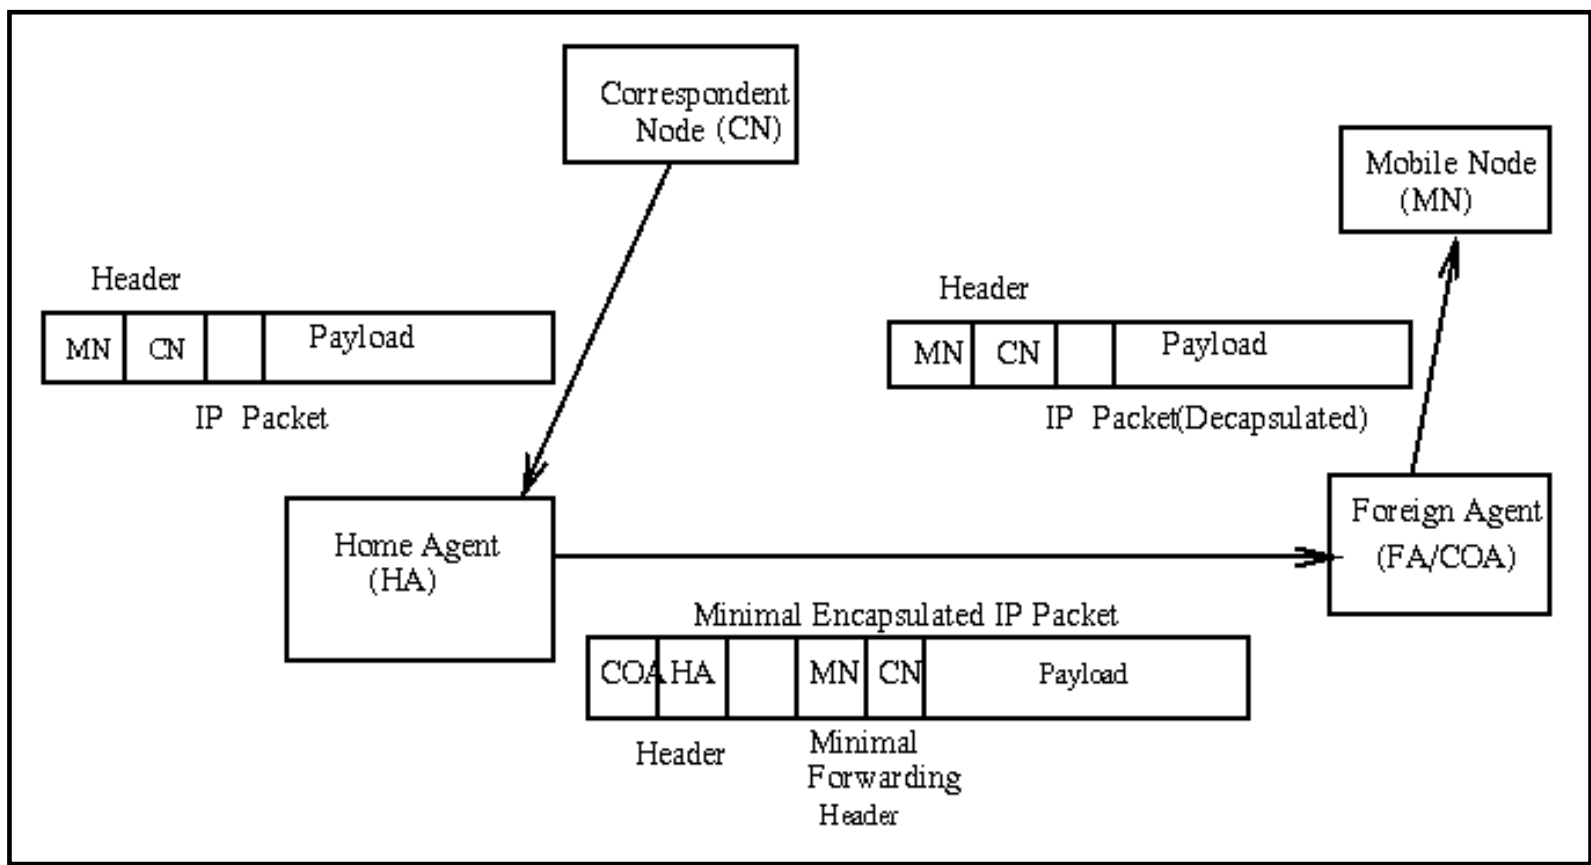 Correspondent
Node (CN)
Mobile Node
(MN)
Header
MN CN Payload
IP Packet
Header
MN CN Payload
IP Packet(Decapsulated)
Home Agent
(HA)
Foreign Agent
(FA/COA)
Minimal Encapsulated IP Packet
COA HA MN CN Payload
Header
Minimal
Forwarding
Header